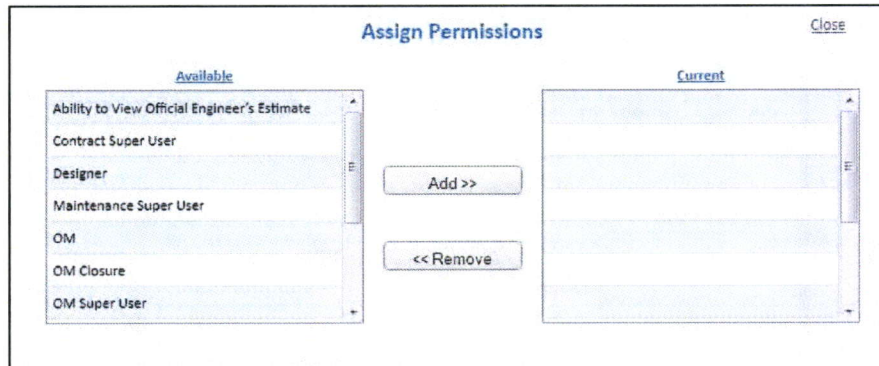 Assign Permissions
Close
Available
Current
Ability to View Official Engineer's Estimate
Contract Super User
Designer
Maintenance Super User
OM
OM Closure
OM Super User
Add >>
<< Remove